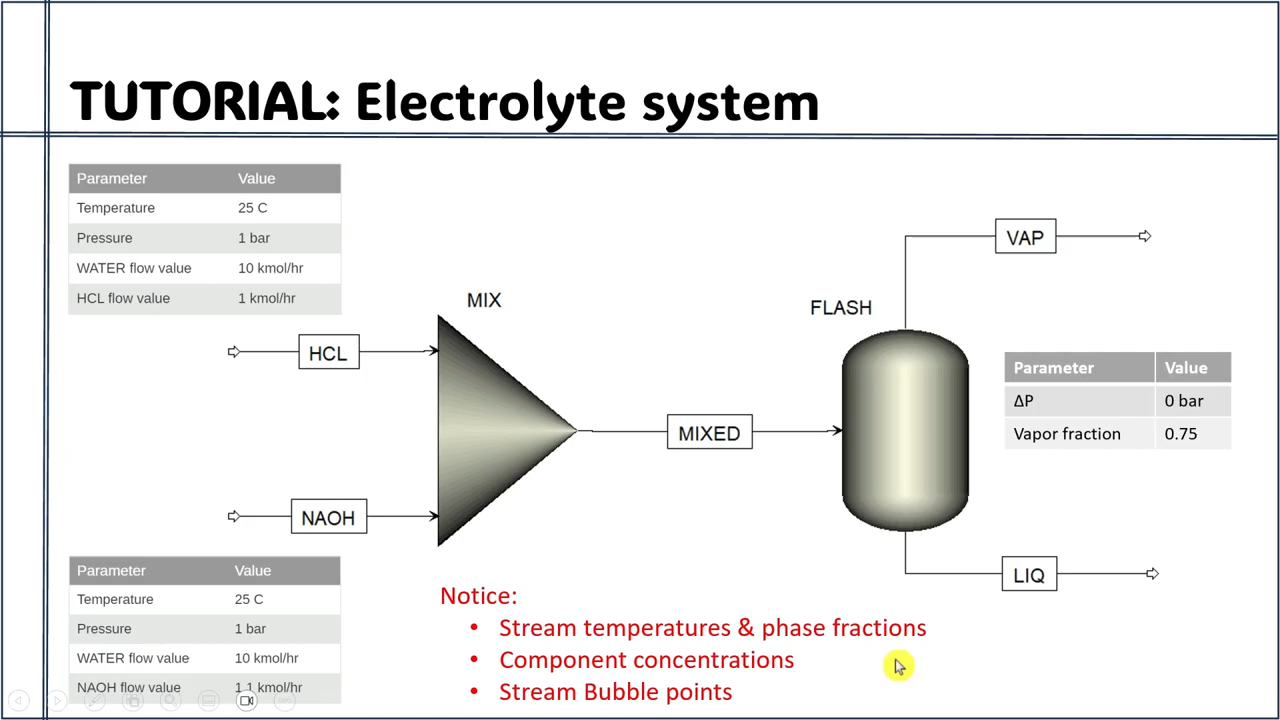 TUTORIAL: Electrolyte system
Parameter Value
Temperature 25 C
Pressure 1 bar
WATER flow value 10 kmol/hr
HCL flow value 1 kmol/hr
VAP
MIX
FLASH
HCL
Parameter Value
ΔP 0 bar
Vapor fraction 0.75
MIXED
NAOH
Parameter Value
Temperature 25 C
Pressure 1 bar
WATER flow value 10 kmol/hr
NAOH flow value 1.1 kmol/hr
LIQ
Notice:
• Stream temperatures & phase fractions
• Component concentrations
• Stream Bubble points